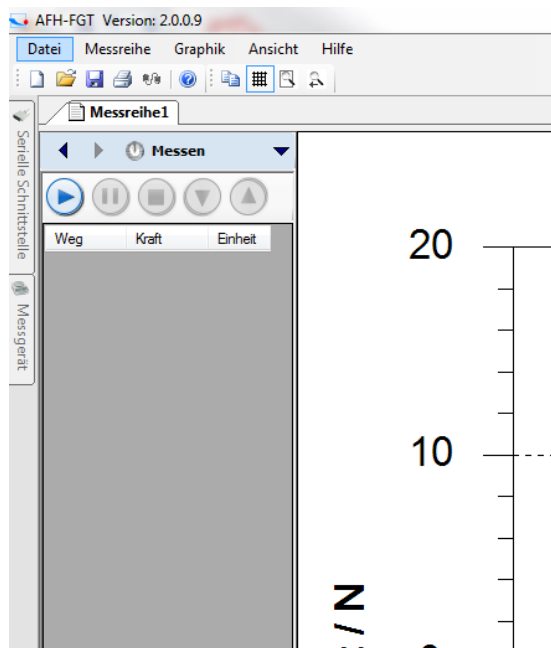 AFH-FGT Version: 2.0.0.9
Datei Messreihe Graphik Ansicht Hilfe
Messreihe1
Serielle Schnittstelle
Messgerät
Messen
Weg Kraft Einheit
20
10
/ N